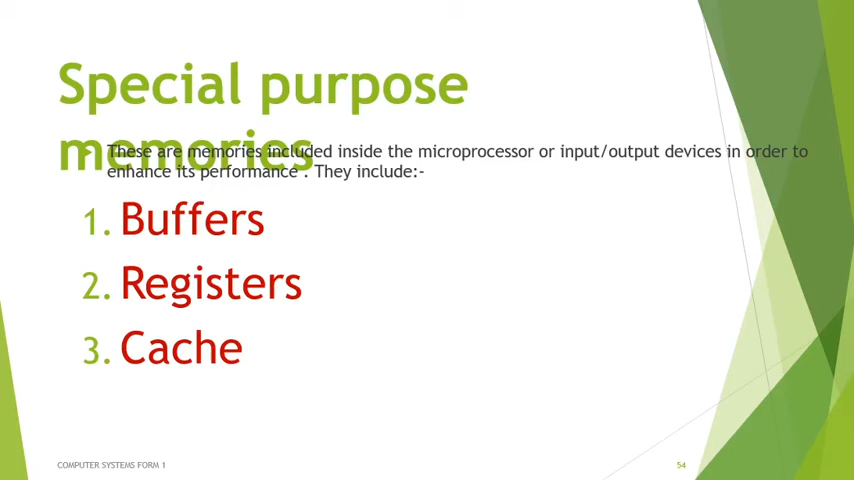 Special purpose
memories
These are memories included inside the microprocessor or input/output devices in order to
enhance its performance . They include:-
1. Buffers
2. Registers
3. Cache
COMPUTER SYSTEMS FORM 1
54